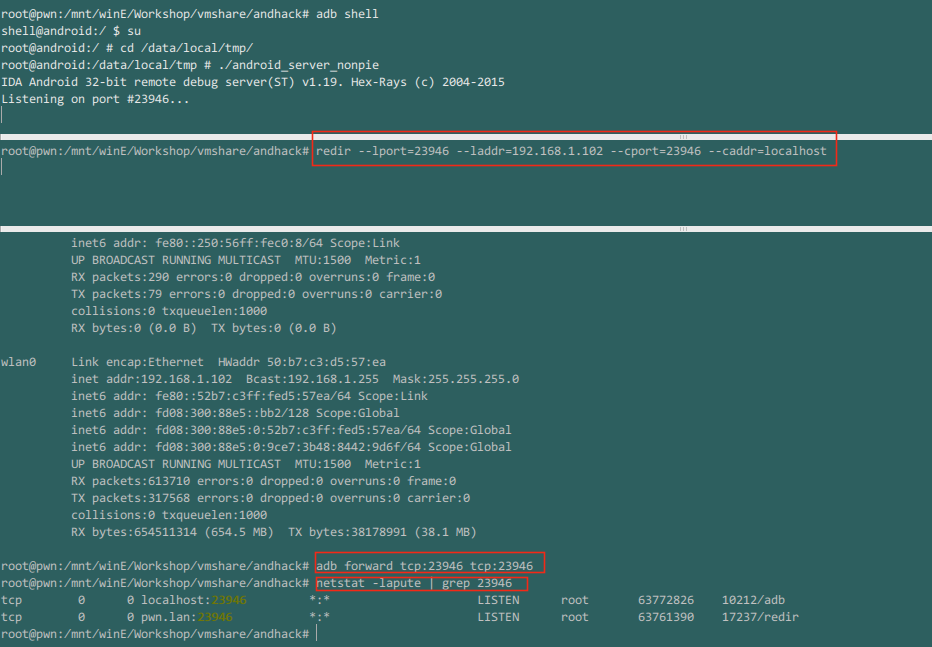 root@pwn:/mnt/winE/Workshop/vmshare/andhack# adb shell
shell@android:/ $ su
root@android:/ # cd /data/local/tmp/
root@android:/data/local/tmp # ./android_server_nonpie
IDA Android 32-bit remote debug server(ST) v1.19. Hex-Rays (c) 2004-2015
Listening on port #23946...
root@pwn:/mnt/winE/Workshop/vmshare/andhack# redir --lport=23946 --laddr=192.168.1.102 --cport=23946 --caddr=localhost
inet6 addr: fe80::250:56ff:fec0:8/64 Scope:Link
UP BROADCAST RUNNING MULTICAST  MTU:1500  Metric:1
RX packets:290 errors:0 dropped:0 overruns:0 frame:0
TX packets:79 errors:0 dropped:0 overruns:0 carrier:0
collisions:0 txqueuelen:1000
RX bytes:0 (0.0 B)  TX bytes:0 (0.0 B)
wlan0     Link encap:Ethernet  HWaddr 50:b7:c3:d5:57:ea
inet addr:192.168.1.102  Bcast:192.168.1.255  Mask:255.255.255.0
inet6 addr: fe80::52b7:c3ff:fed5:57ea/64 Scope:Link
inet6 addr: fd08:300:88e5::bb2/128 Scope:Global
inet6 addr: fd08:300:88e5:0:52b7:c3ff:fed5:57ea/64 Scope:Global
inet6 addr: fd08:300:88e5:0:9ce7:3b48:8442:9d6f/64 Scope:Global
UP BROADCAST RUNNING MULTICAST  MTU:1500  Metric:1
RX packets:613710 errors:0 dropped:0 overruns:0 frame:0
TX packets:317568 errors:0 dropped:0 overruns:0 carrier:0
collisions:0 txqueuelen:1000
RX bytes:654511314 (654.5 MB)  TX bytes:38178991 (38.1 MB)
root@pwn:/mnt/winE/Workshop/vmshare/andhack# adb forward tcp:23946 tcp:23946
root@pwn:/mnt/winE/Workshop/vmshare/andhack# netstat -lapute | grep 23946
tcp        0      0 localhost:23946         *:*                     LISTEN      root       63772826    10212/adb
tcp        0      0 pwn.lan:23946           *:*                     LISTEN      root       63761390    17237/redir
root@pwn:/mnt/winE/Workshop/vmshare/andhack#